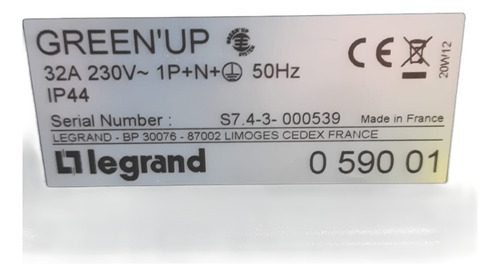 GREEN'UP
32A 230V~ 1P+N+⏚ 50Hz
IP44
CE
20W12
Serial Number : S7.4-3- 000539 Made in France
LEGRAND - BP 30076 - 87002 LIMOGES CEDEX FRANCE
legrand 0 590 01